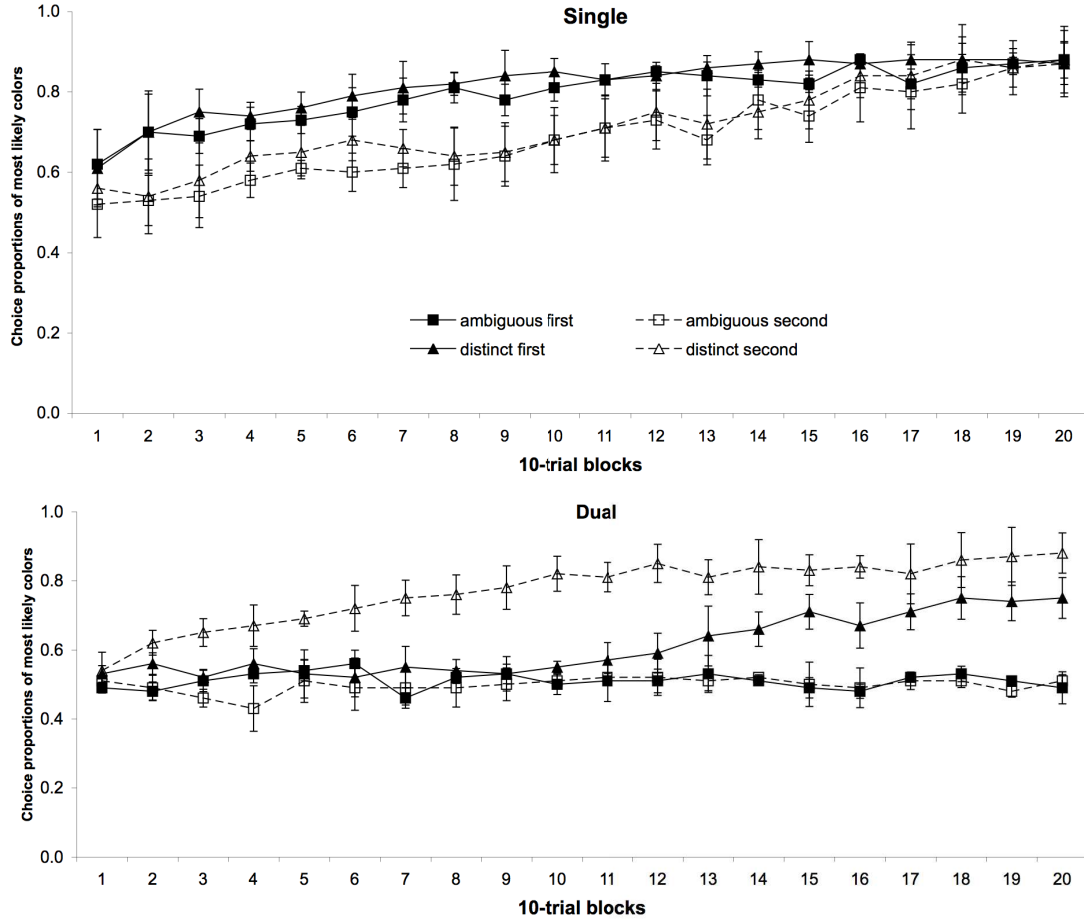 Single
Choice proportions of most likely colors
1.0
0.8
0.6
0.4
0.2
0.0
ambiguous first
ambiguous second
distinct first
distinct second
1 2 3 4 5 6 7 8 9 10 11 12 13 14 15 16 17 18 19 20
10-trial blocks
Dual
Choice proportions of most likely colors
1.0
0.8
0.6
0.4
0.2
0.0
1 2 3 4 5 6 7 8 9 10 11 12 13 14 15 16 17 18 19 20
10-trial blocks